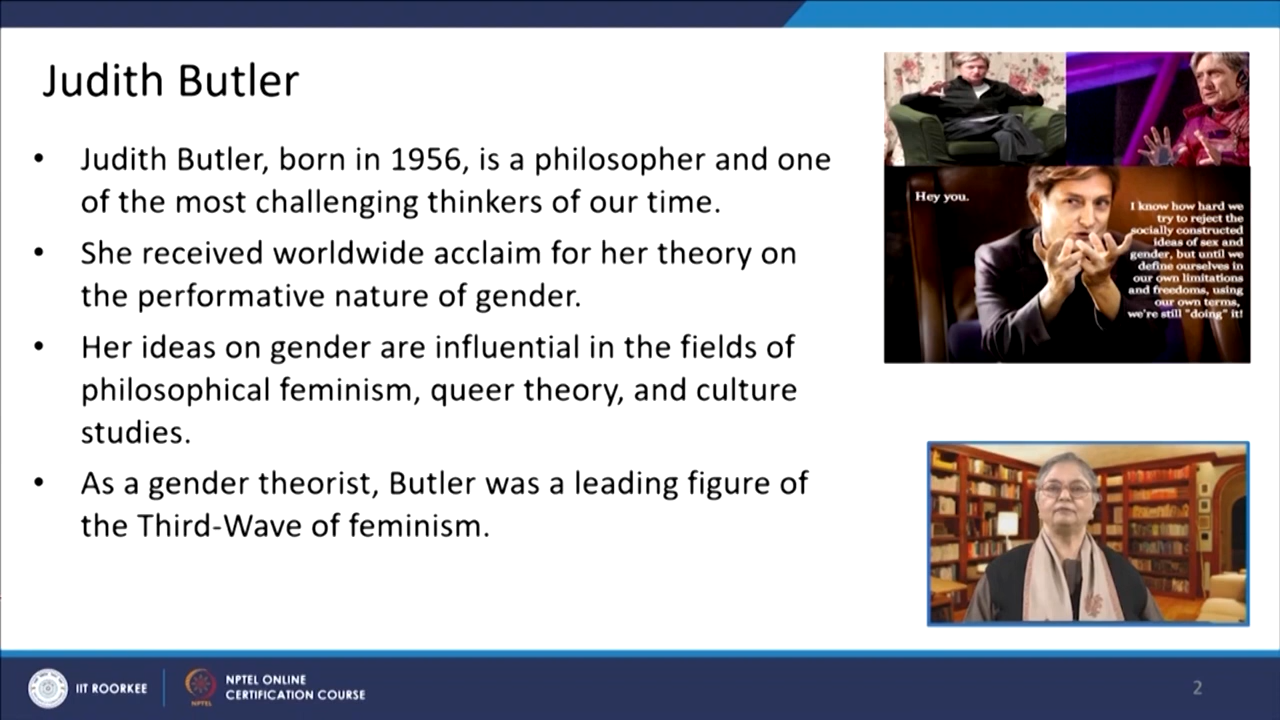 Judith Butler
• Judith Butler, born in 1956, is a philosopher and one
of the most challenging thinkers of our time.
• She received worldwide acclaim for her theory on
the performative nature of gender.
• Her ideas on gender are influential in the fields of
philosophical feminism, queer theory, and culture
studies.
• As a gender theorist, Butler was a leading figure of
the Third-Wave of feminism.
Hey you.
I know how hard we
try to reject the
socially constructed
ideas of sex and
gender, but until we
define ourselves in
our own limitations
and freedoms, using
our own terms,
we're still "doing" it!
IIT ROORKEE
NPTEL
NPTEL ONLINE
CERTIFICATION COURSE
2